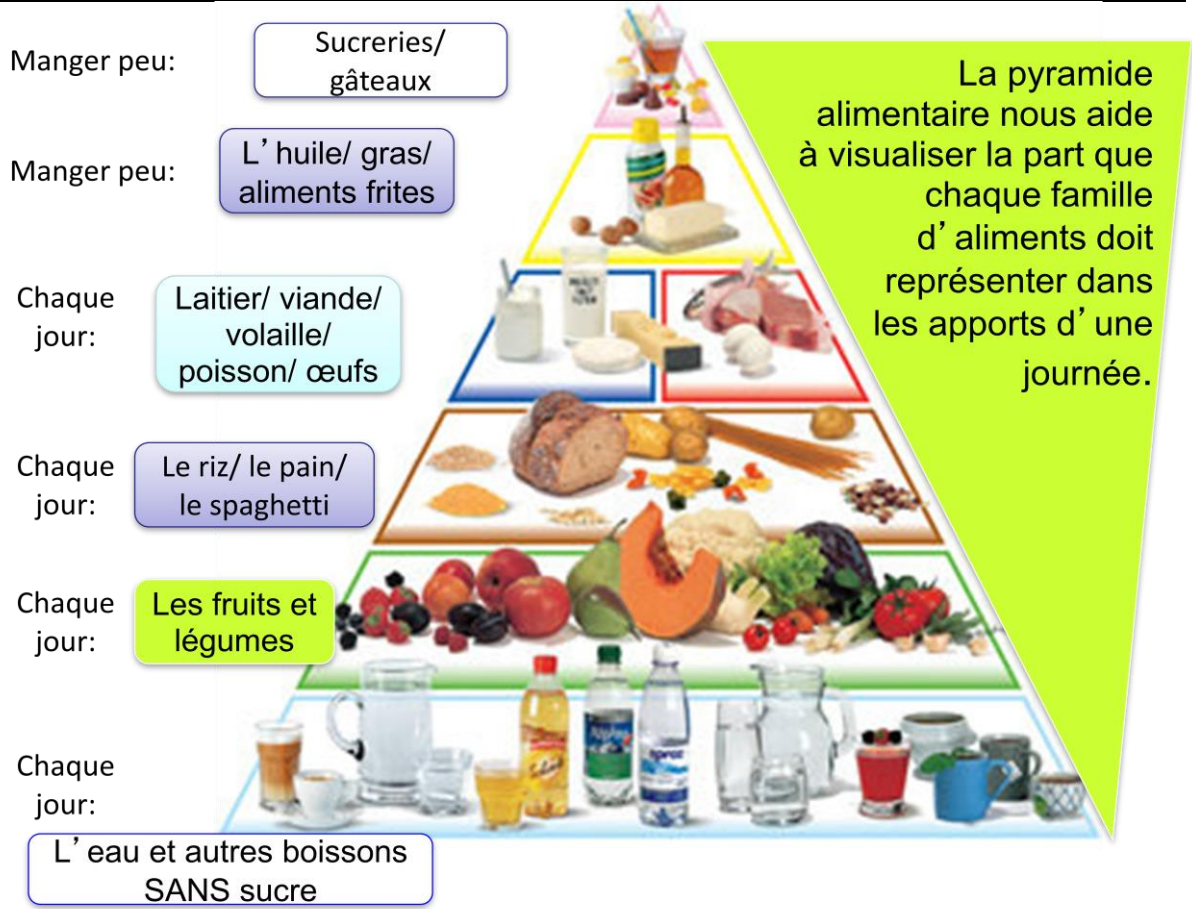 Manger peu:
Sucreries/
gâteaux
Manger peu:
L’ huile/ gras/
aliments frites
Chaque
jour:
Laitier/ viande/
volaille/
poisson/ œufs
Chaque
jour:
Le riz/ le pain/
le spaghetti
Chaque
jour:
Les fruits et
légumes
Chaque
jour:
L’ eau et autres boissons
SANS sucre
La pyramide
alimentaire nous aide
à visualiser la part que
chaque famille
d’ aliments doit
représenter dans
les apports d’ une
journée.